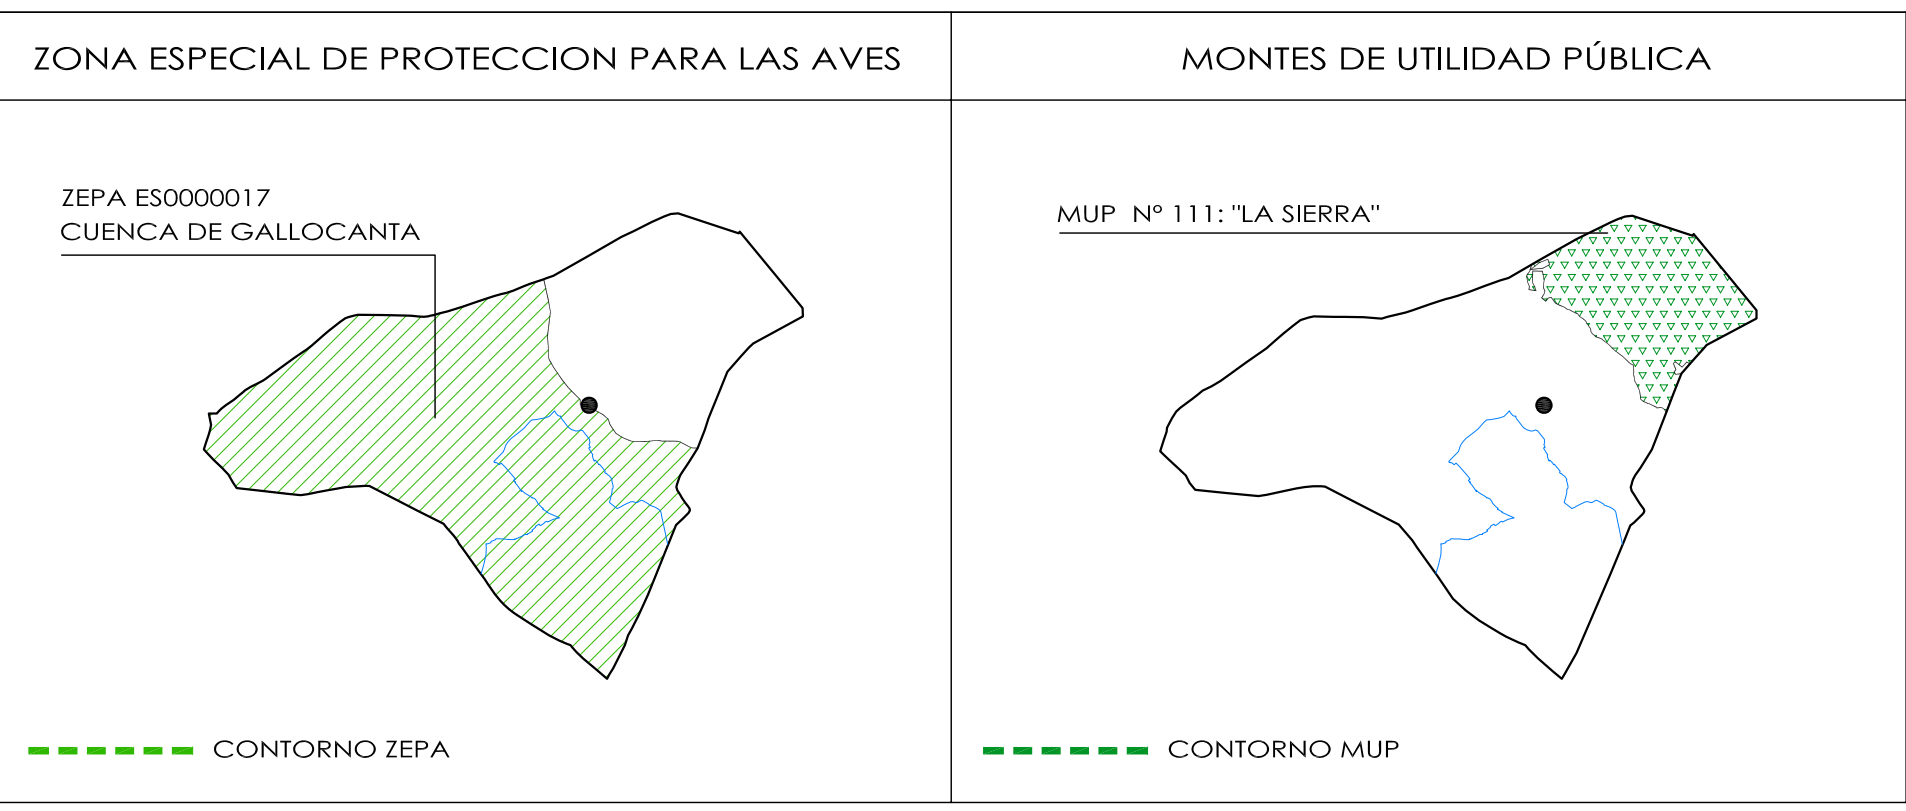 ZONA ESPECIAL DE PROTECCION PARA LAS AVES
ZEPA ES0000017
CUENCA DE GALLOCANTA
CONTORNO ZEPA
MONTES DE UTILIDAD PÚBLICA
MUP Nº 111: "LA SIERRA"
CONTORNO MUP